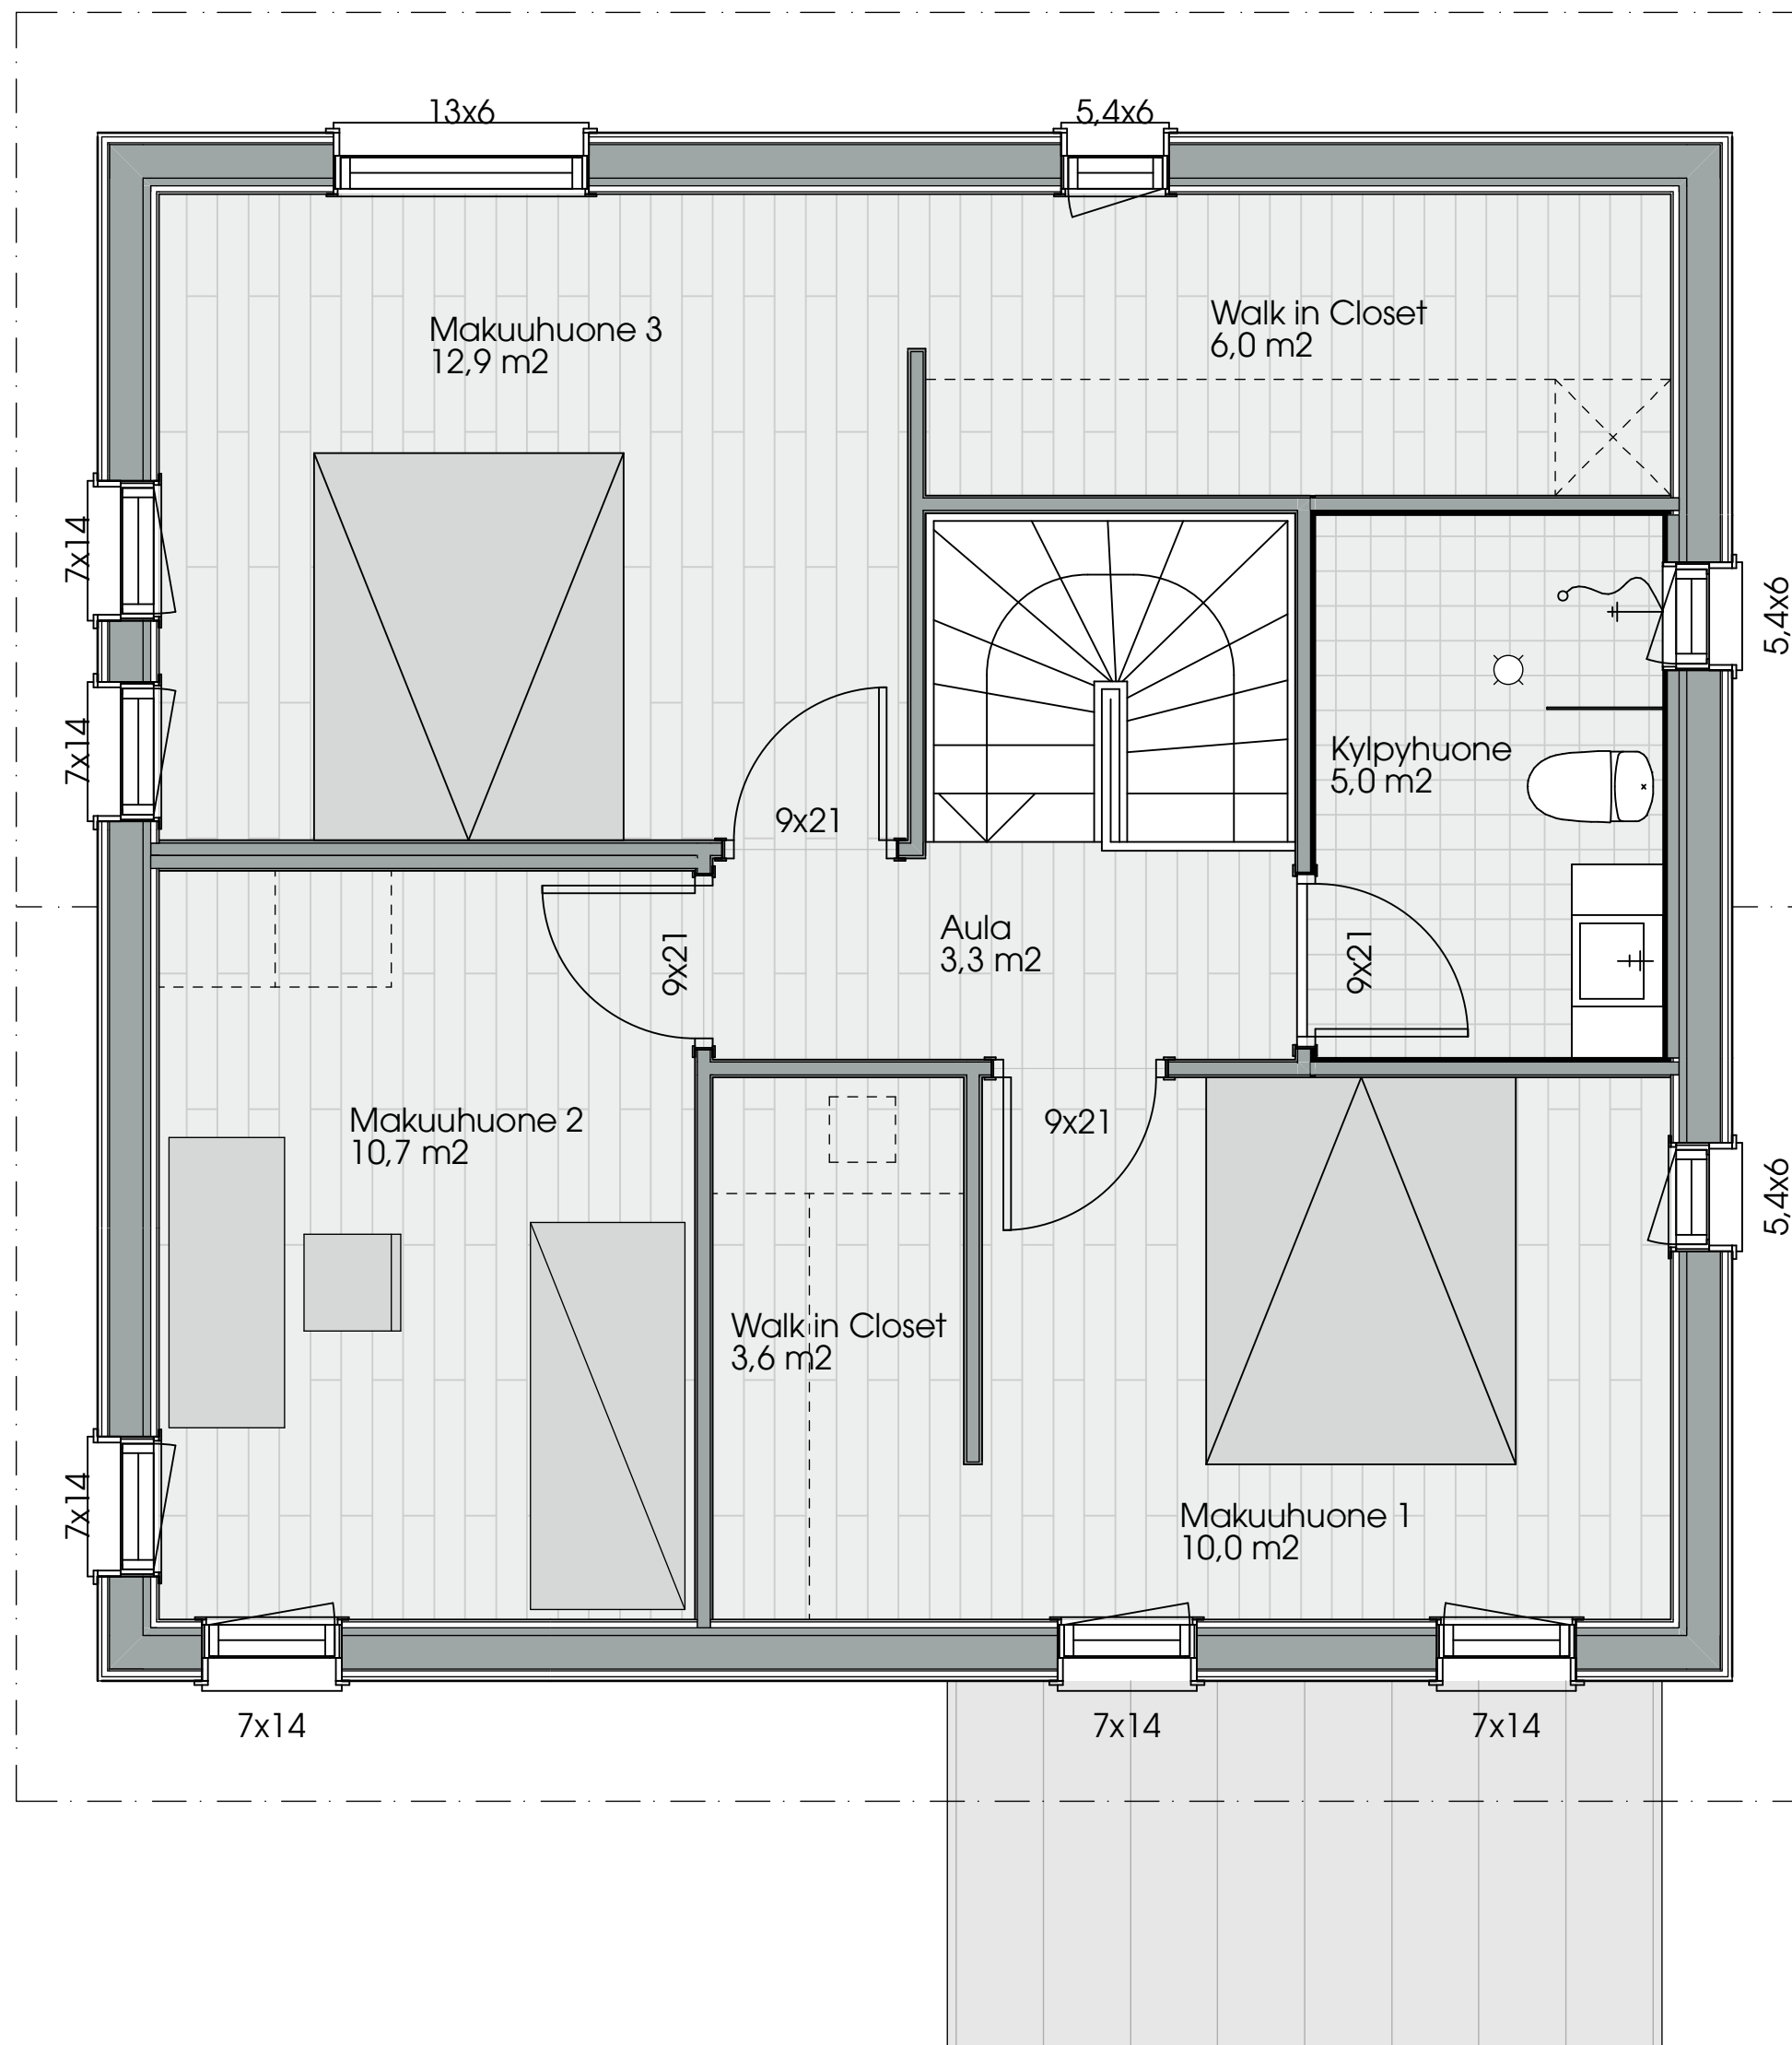 13x6
5,4x6
Makuuhuone 3
12,9 m2
Walk in Closet
6,0 m2
7x14
7x14
5,4x6
Kylpyhuone
5,0 m2
9x21
Aula
3,3 m2
9x21
9x21
Makuuhuone 2
10,7 m2
9x21
5,4x6
Walk in Closet
3,6 m2
Makuuhuone 1
10,0 m2
7x14
7x14
7x14
7x14